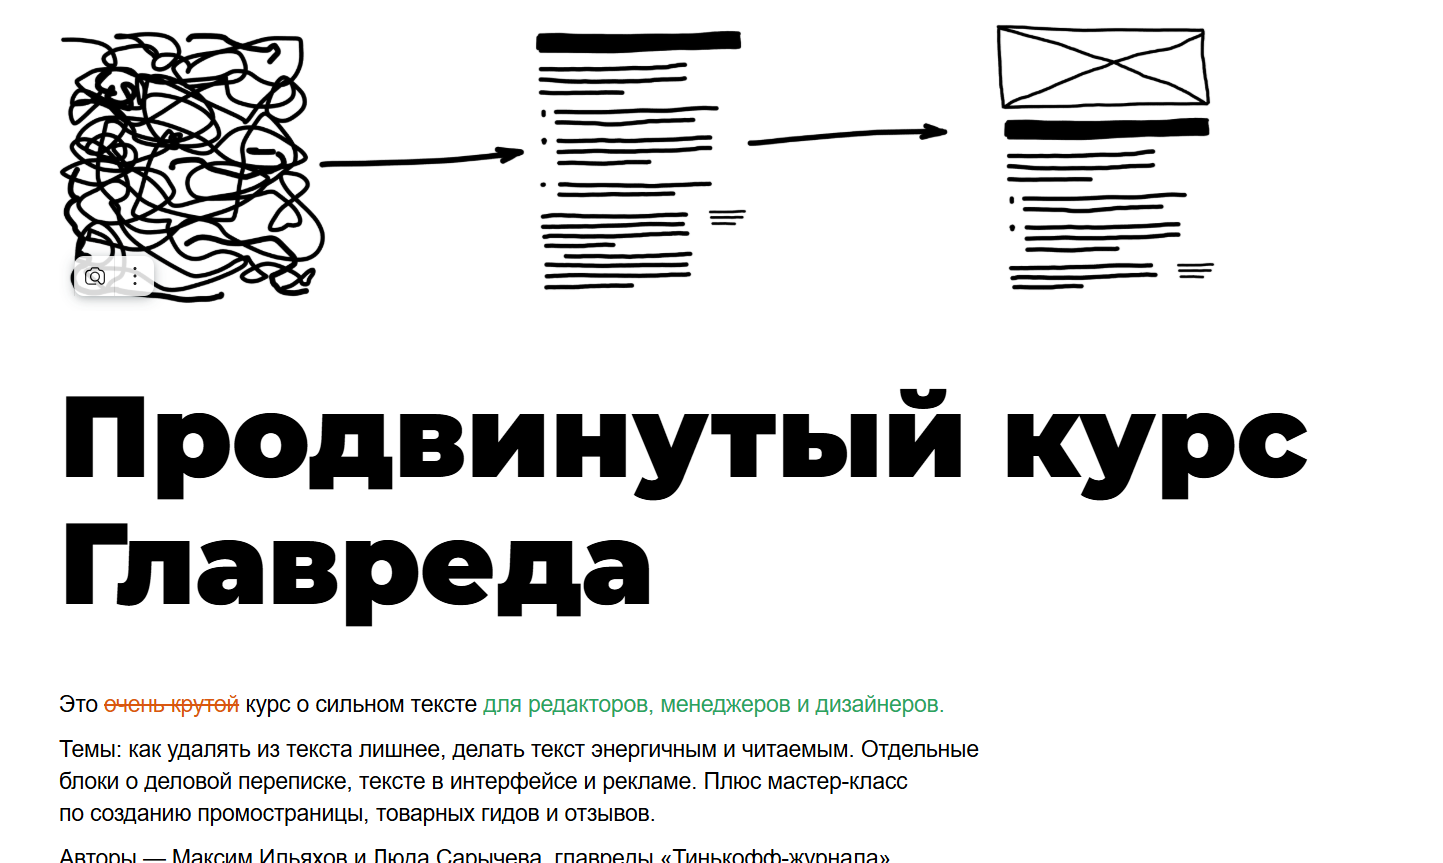 Продвинутый курс
Главреда
Это очень крутой курс о сильном тексте для редакторов, менеджеров и дизайнеров.
Темы: как удалять из текста лишнее, делать текст энергичным и читаемым. Отдельные
блоки о деловой переписке, тексте в интерфейсе и рекламе. Плюс мастер-класс
по созданию промостраницы, товарных гидов и отзывов.
Авторы — Максим Ильяхов и Люда Сарычева, главреды «Тинькофф-журнала»